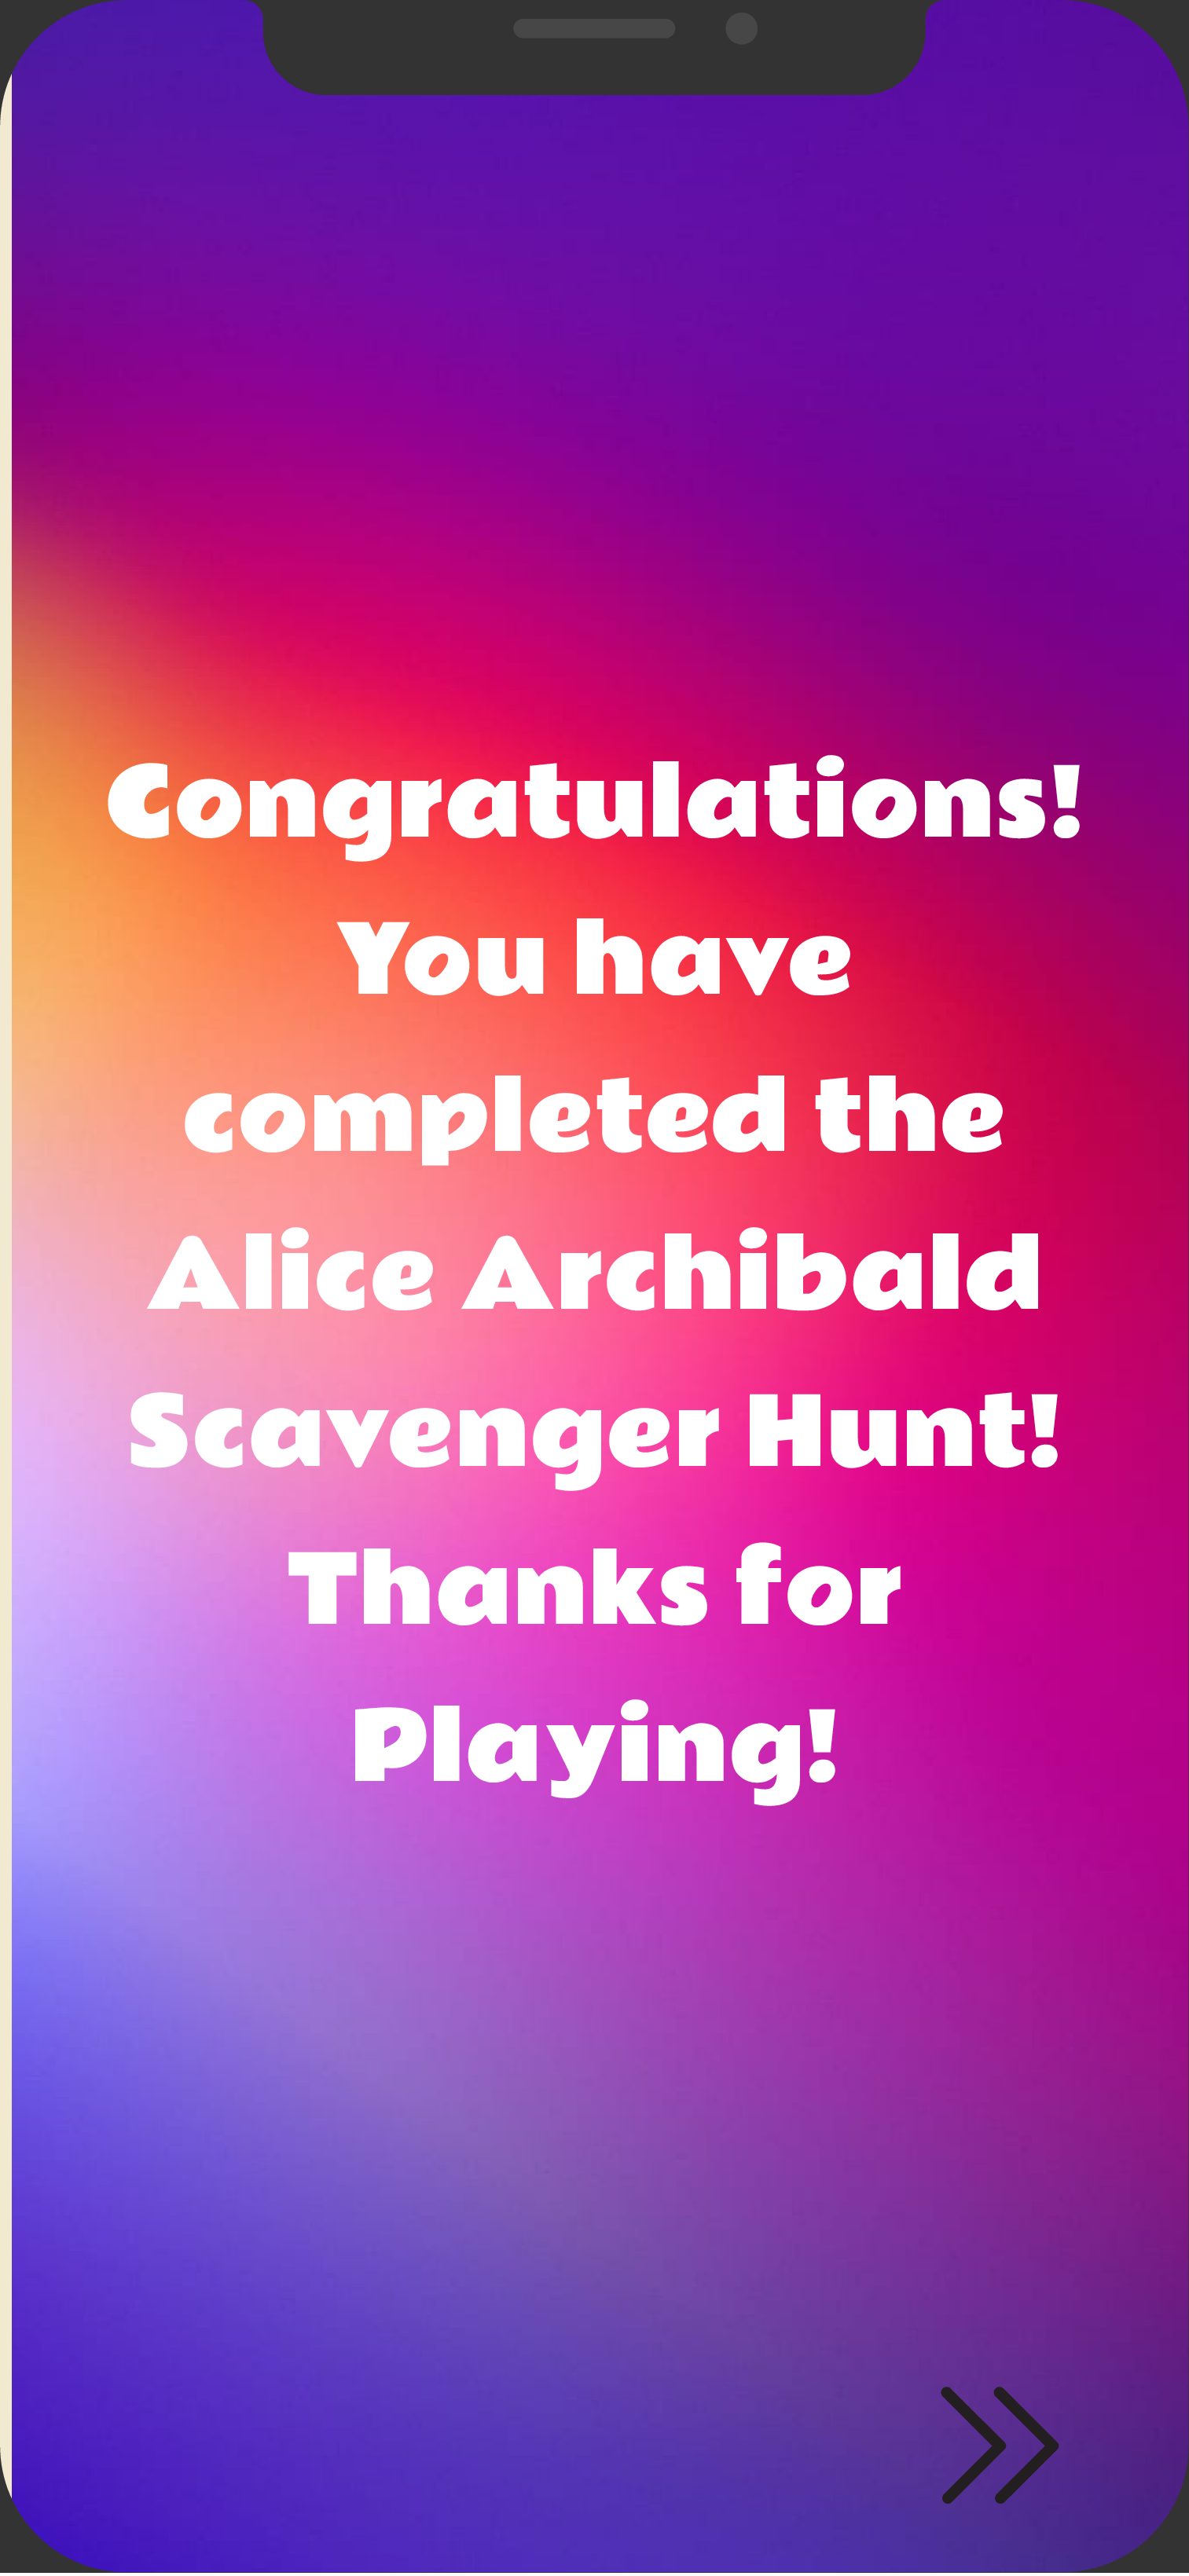 Congratulations!
You have
completed the
Alice Archibald
Scavenger Hunt!
Thanks for
Playing!